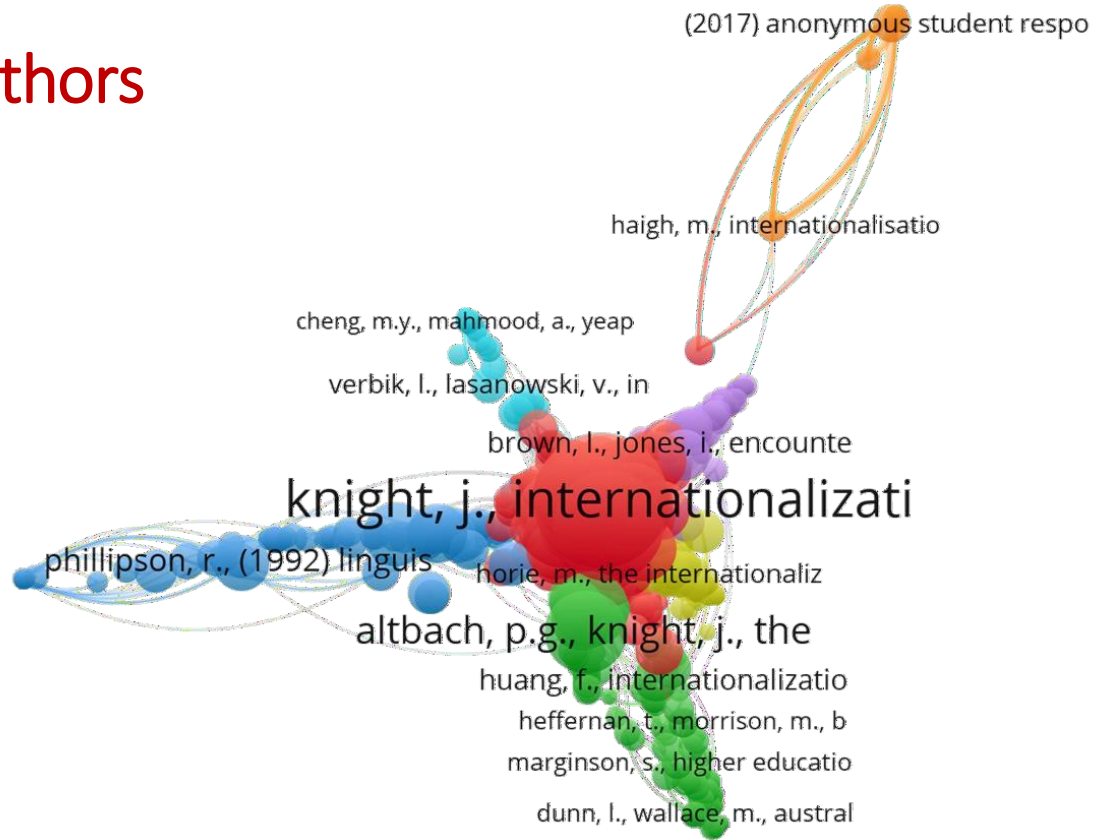 (2017) anonymous student respo
thors
haigh, m., internationalisatio
cheng, m.y., mahmood, a., yeap
verbik, l., lasanowski, v., in
brown, l., jones, i., encounte
knight, j., internationalizati
phillipson, r., (1992) linguis
horie, m., the internationaliz
altbach, p.g., knight, j., the
huang, f., internationalizatio
heffernan, t., morrison, m., b
marginson, s., higher educatio
dunn, l., wallace, m., austral